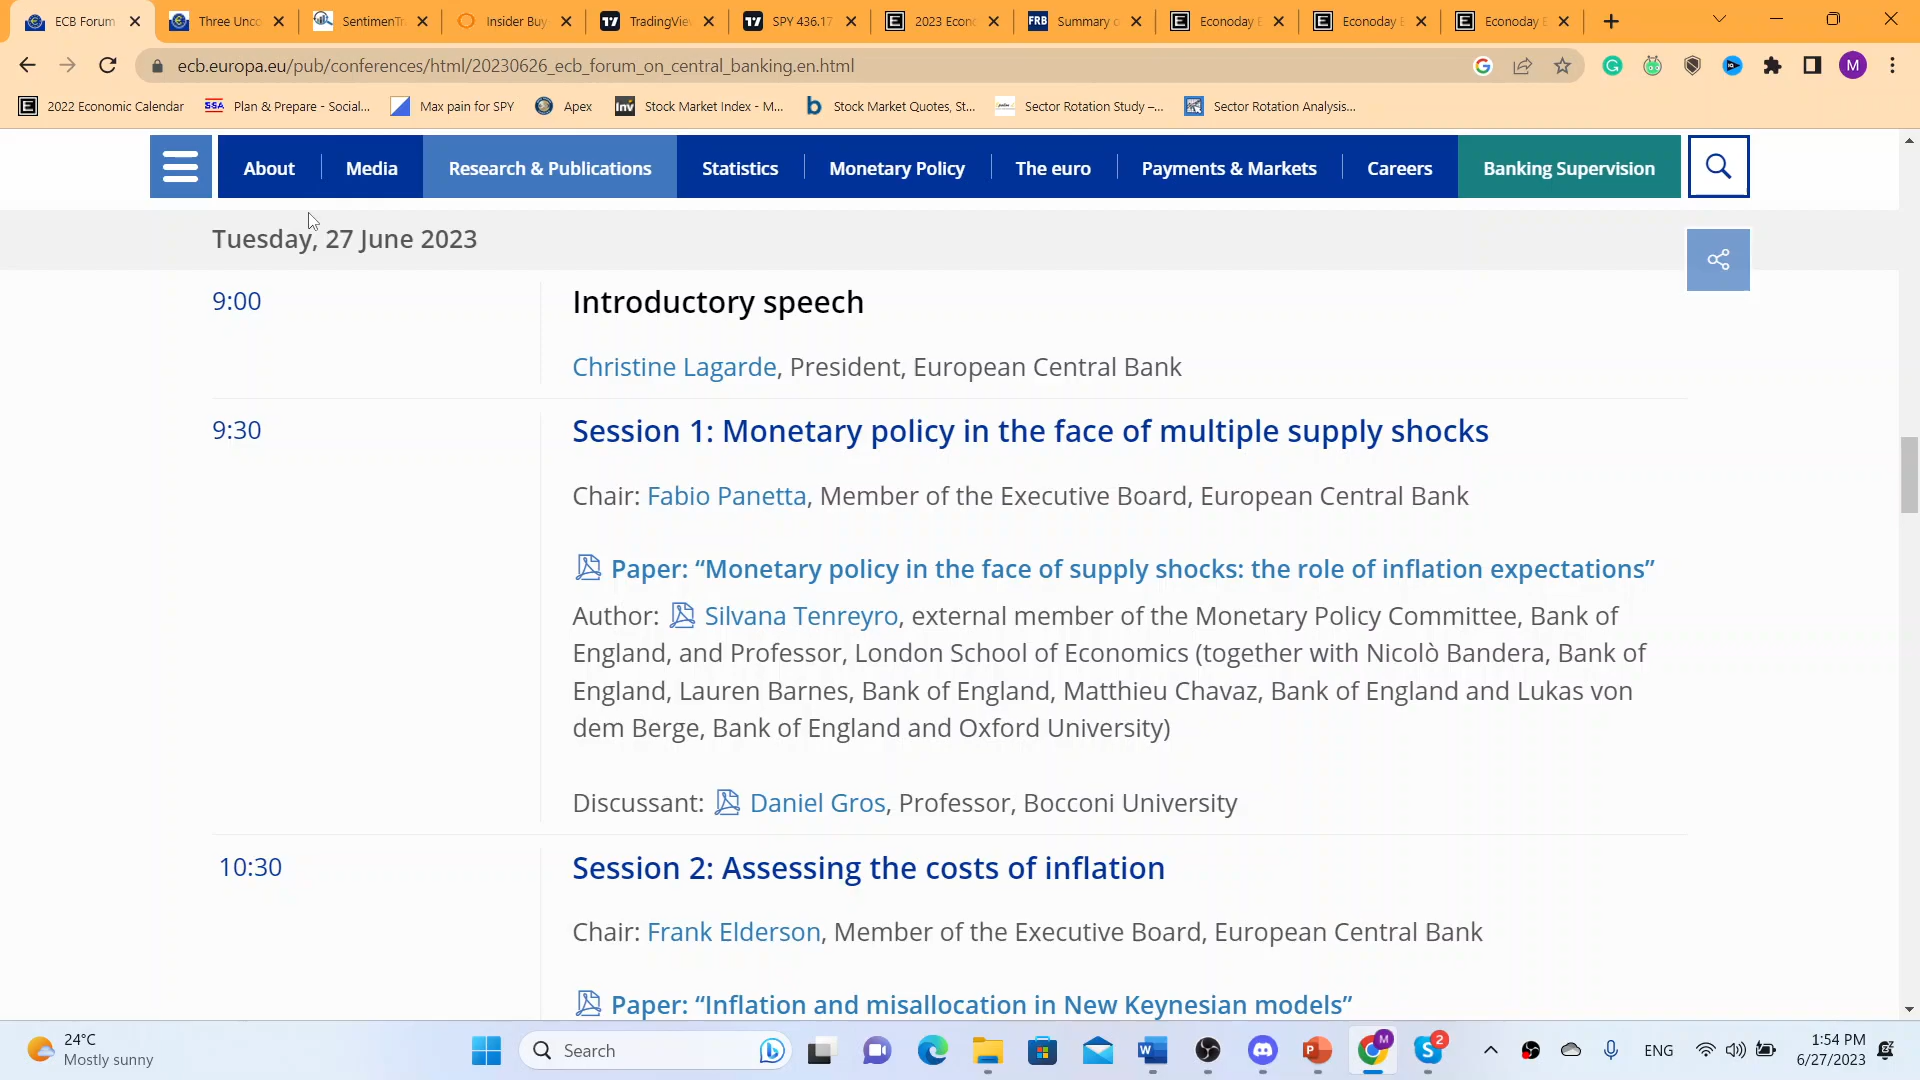 ECB Forum
Three Unco
SentimenTr
Insider Buy
TradingVie
SPY 436.17
2023 Econ
FRB
Summary o
Econoday E
Econoday E
Econoday E
ecb.europa.eu/pub/conferences/html/20230626_ecb_forum_on_central_banking.en.html
M
2022 Economic Calendar
SSA
Plan & Prepare - Social...
Max pain for SPY
Apex
Inv
Stock Market Index - M...
b
Stock Market Quotes, St...
Sector Rotation Study –...
Sector Rotation Analysis...
About
Media
Research & Publications
Statistics
Monetary Policy
The euro
Payments & Markets
Careers
Banking Supervision
Tuesday, 27 June 2023
9:00
Introductory speech
Christine Lagarde, President, European Central Bank
9:30
Session 1: Monetary policy in the face of multiple supply shocks
Chair: Fabio Panetta, Member of the Executive Board, European Central Bank
Paper: “Monetary policy in the face of supply shocks: the role of inflation expectations”
Author: Silvana Tenreyro, external member of the Monetary Policy Committee, Bank of
England, and Professor, London School of Economics (together with Nicolò Bandera, Bank of
England, Lauren Barnes, Bank of England, Matthieu Chavaz, Bank of England and Lukas von
dem Berge, Bank of England and Oxford University)
Discussant: Daniel Gros, Professor, Bocconi University
10:30
Session 2: Assessing the costs of inflation
Chair: Frank Elderson, Member of the Executive Board, European Central Bank
Paper: “Inflation and misallocation in New Keynesian models”
24°C
Mostly sunny
Search
2
ENG
1:54 PM
6/27/2023